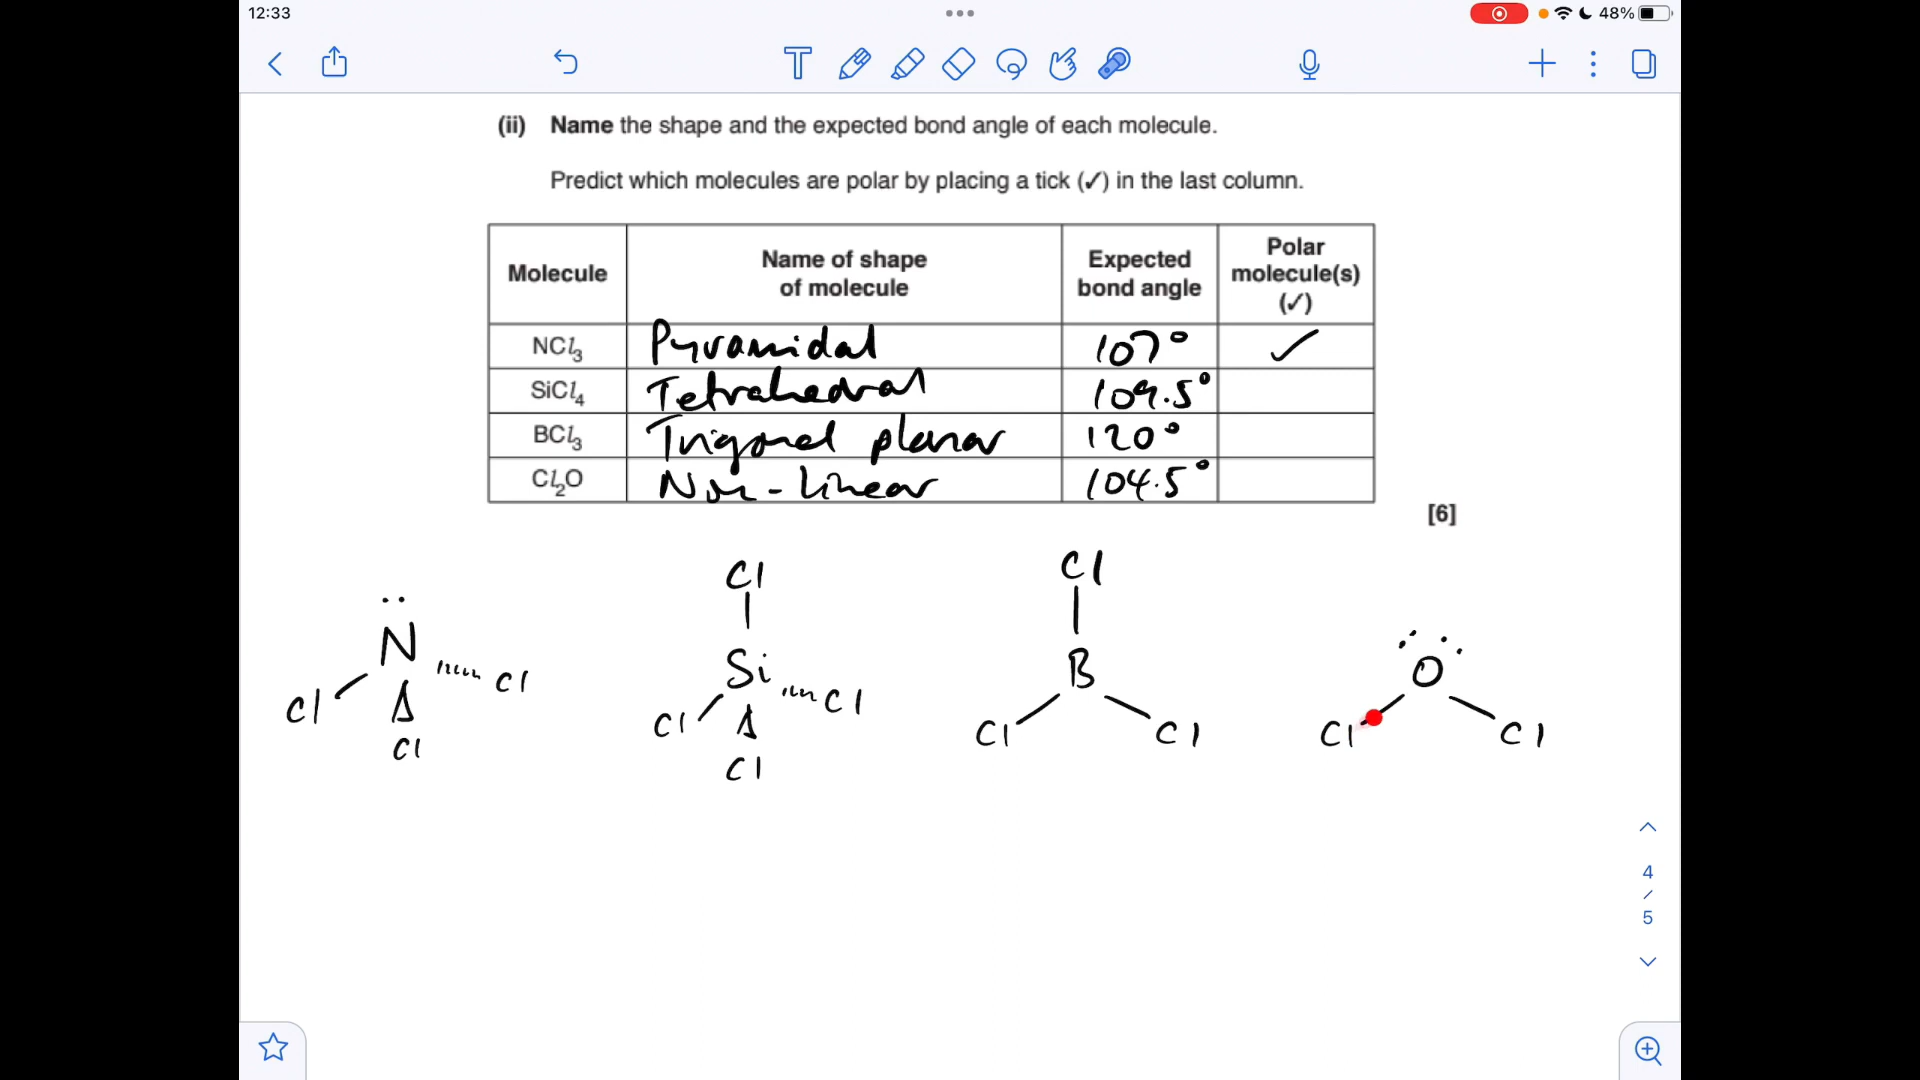 12:33
48%
T
(ii) Name the shape and the expected bond angle of each molecule.
Predict which molecules are polar by placing a tick (✓) in the last column.
Molecule
Name of shape
of molecule
Expected
bond angle
Polar
molecule(s)
(✓)
NCl₃ Pyramidal 107° ✓
SiCl₄ Tetrahedral 109.5°
BCl₃ Trigonal planar 120°
Cl₂O Non-linear 104.5°
[6]
N Cl Cl Cl
Cl Si Cl Cl Cl
Cl B Cl Cl
O Cl Cl
4
/
5